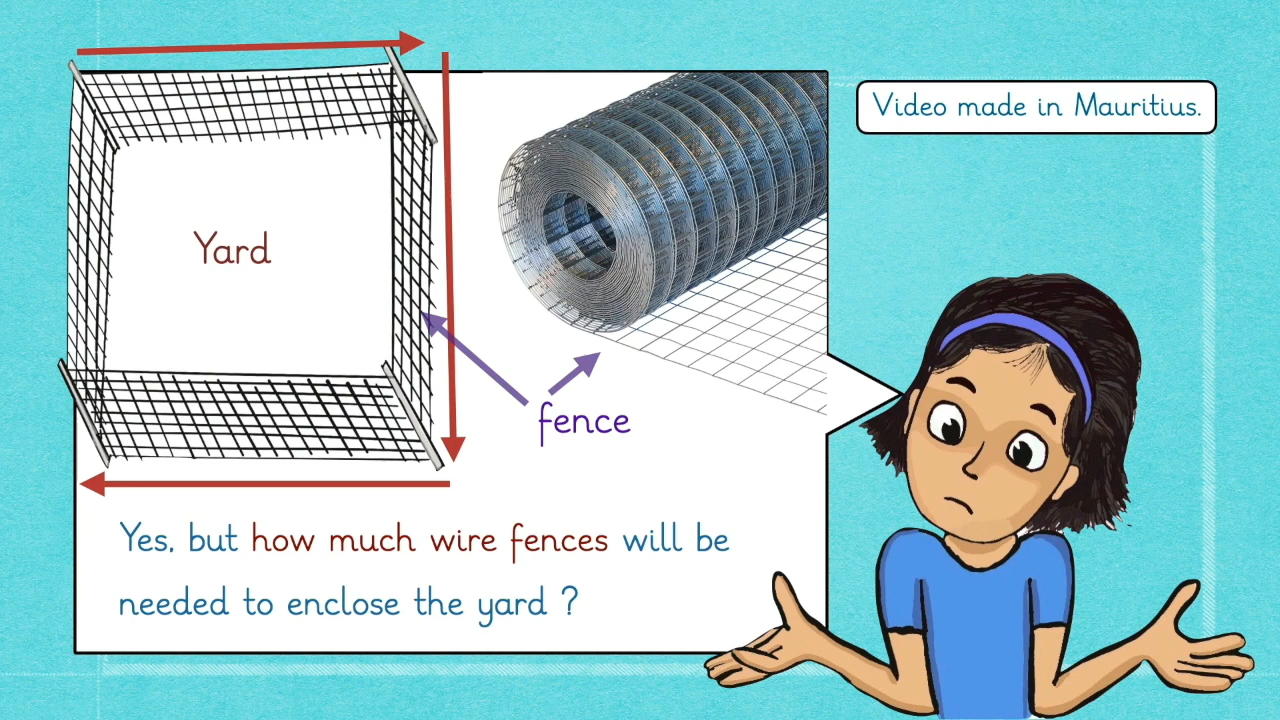 Video made in Mauritius.
Yard
fence
Yes, but how much wire fences will be
needed to enclose the yard ?